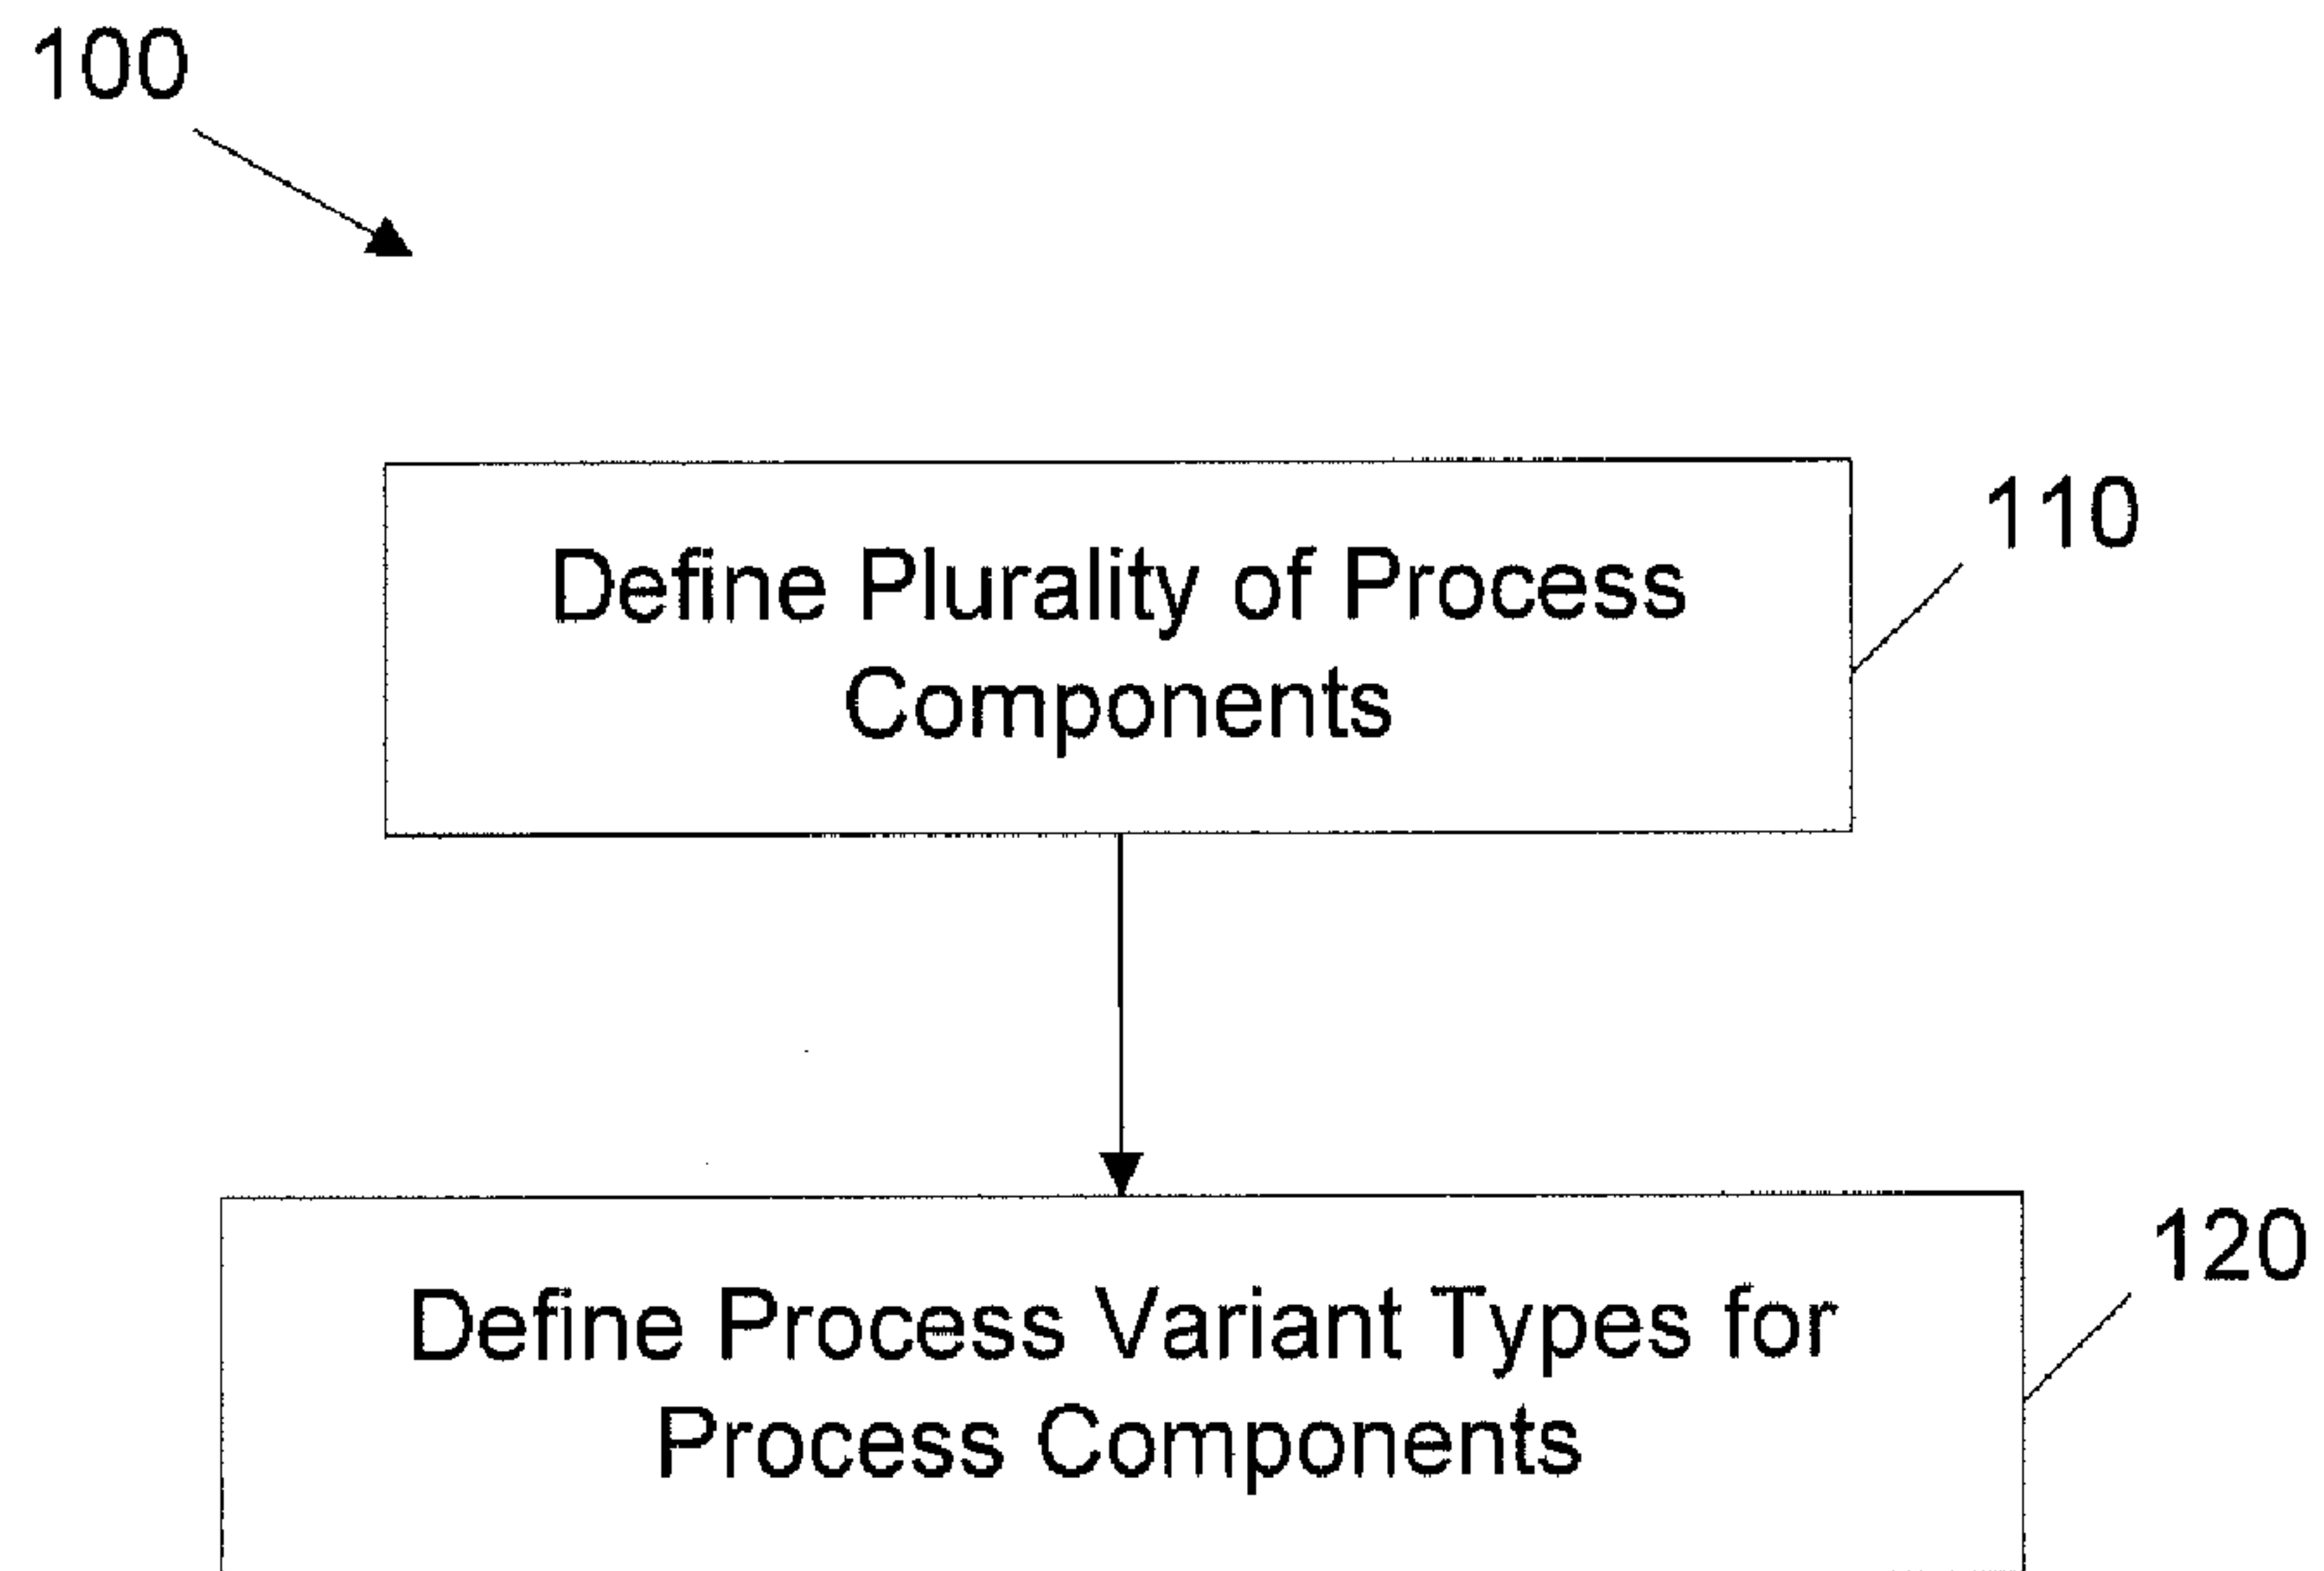 100
110
Define Plurality of Process
Components
120
Define Process Variant Types for
Process Components